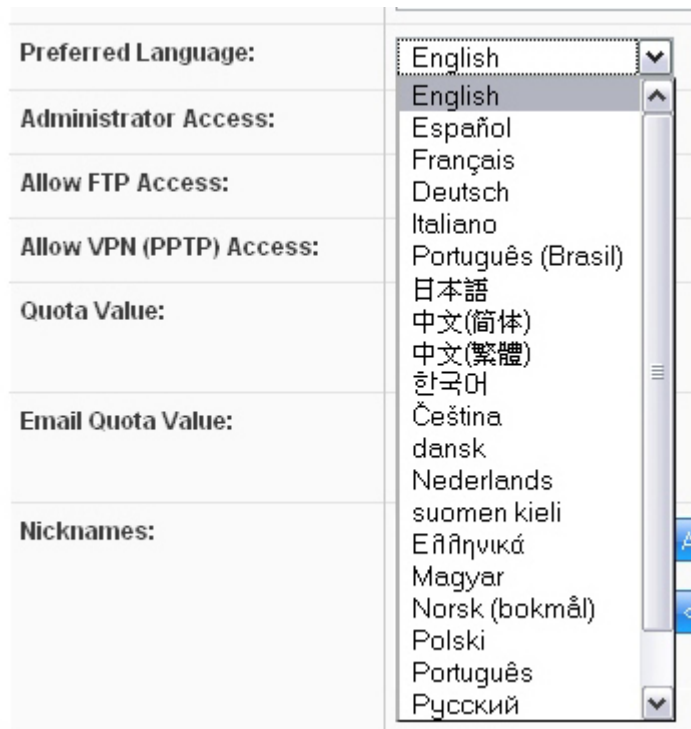 Preferred Language:
English
English
Administrator Access:
Español
Français
Allow FTP Access:
Deutsch
Italiano
Allow VPN (PPTP) Access:
Português (Brasil)
日本語
Quota Value:
中文(简体)
中文(繁體)
한국어
Email Quota Value:
Čeština
dansk
Nederlands
suomen kieli
Nicknames:
Ελληνικά
Magyar
Norsk (bokmål)
Polski
Português
Русский